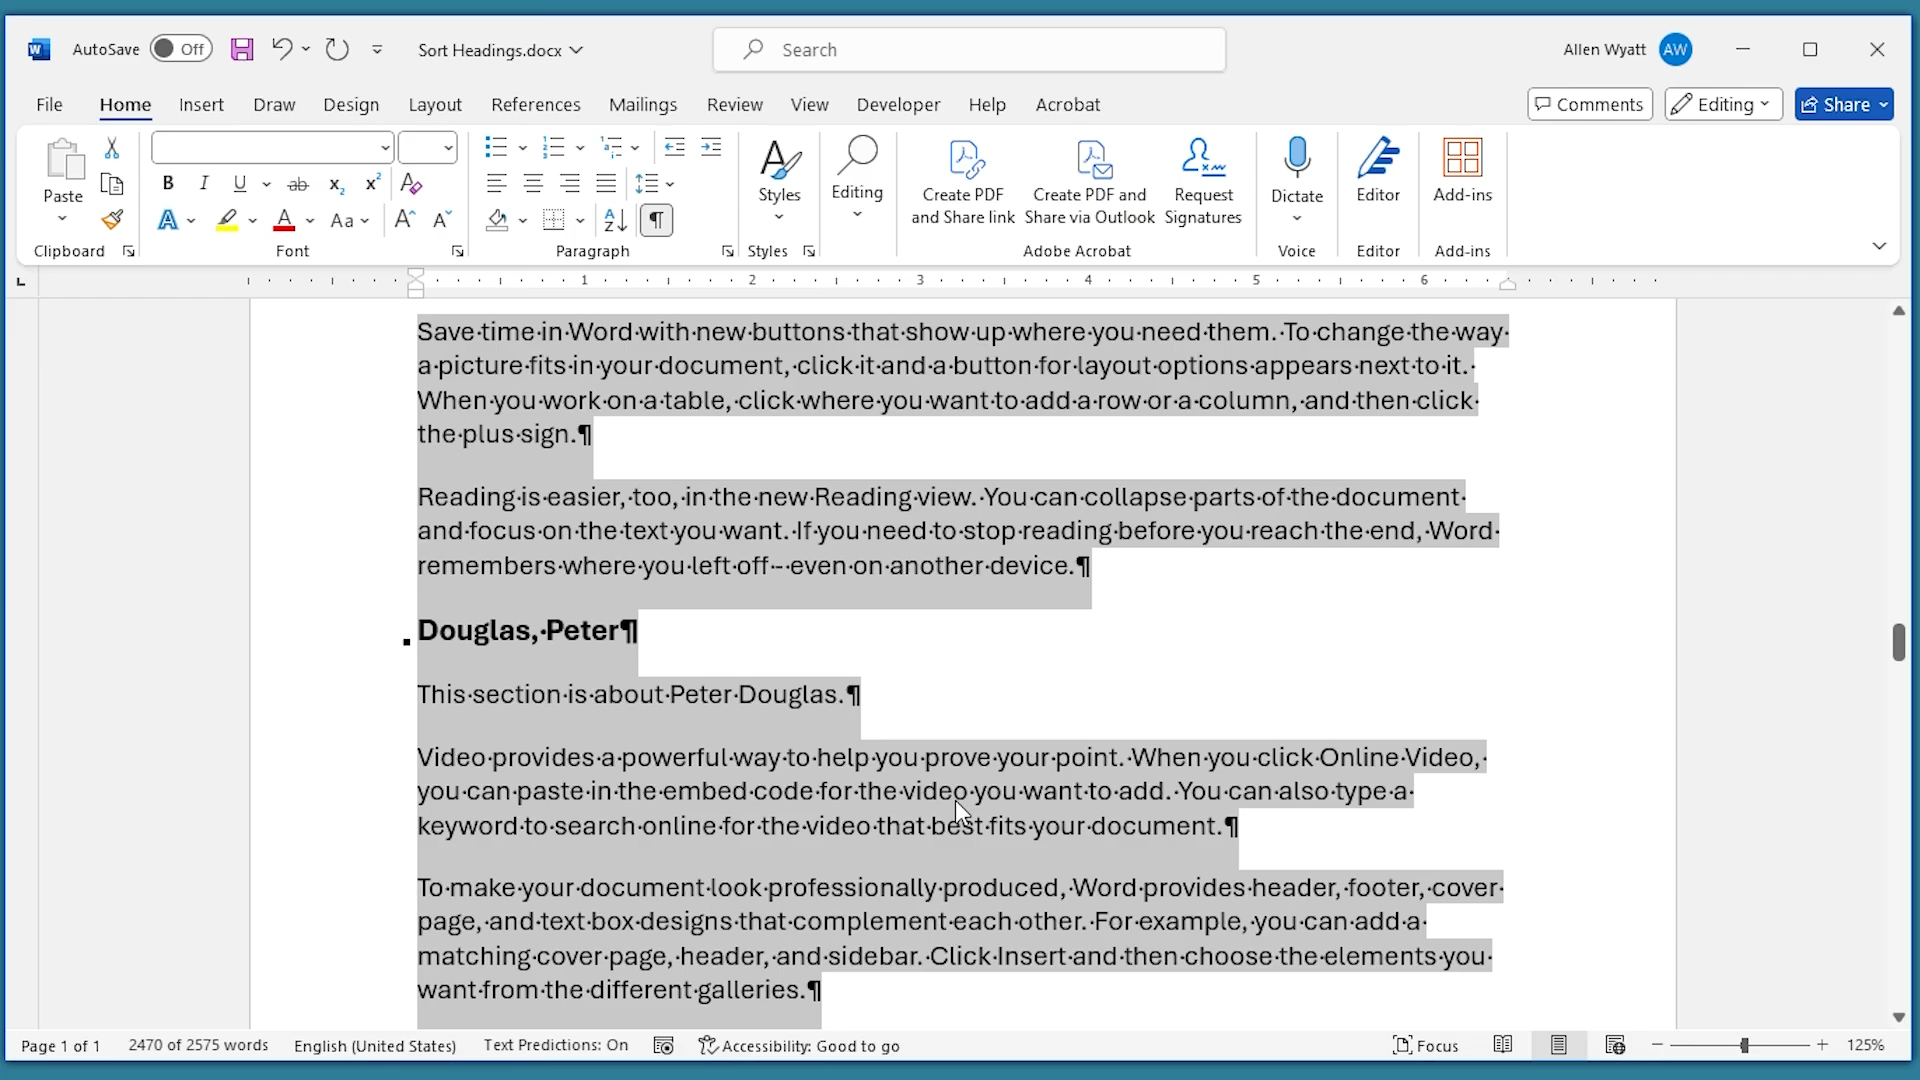 AutoSave Off Sort Headings.docx Search Allen Wyatt AW
File Home Insert Draw Design Layout References Mailings Review View Developer Help Acrobat Comments Editing Share
Paste
Clipboard
B I U ab x₂ x² A
A A Aa A A
Font
Paragraph
Styles
Styles
Editing
Create PDF and Share link
Create PDF and Share via Outlook
Request Signatures
Adobe Acrobat
Dictate
Voice
Editor
Editor
Add-ins
Add-ins
1 2 3 4 5 6
Save·time·in·Word·with·new·buttons·that·show·up·where·you·need·them.·To·change·the·way·
a·picture·fits·in·your·document,·click·it·and·a·button·for·layout·options·appears·next·to·it.·
When·you·work·on·a·table,·click·where·you·want·to·add·a·row·or·a·column,·and·then·click·
the·plus·sign.¶
Reading·is·easier,·too,·in·the·new·Reading·view.·You·can·collapse·parts·of·the·document·
and·focus·on·the·text·you·want.·If·you·need·to·stop·reading·before·you·reach·the·end,·Word·
remembers·where·you·left·off·-·even·on·another·device.¶
Douglas,·Peter¶
This·section·is·about·Peter·Douglas.¶
Video·provides·a·powerful·way·to·help·you·prove·your·point.·When·you·click·Online·Video,·
you·can·paste·in·the·embed·code·for·the·video·you·want·to·add.·You·can·also·type·a·
keyword·to·search·online·for·the·video·that·best·fits·your·document.¶
To·make·your·document·look·professionally·produced,·Word·provides·header,·footer,·cover·
page,·and·text·box·designs·that·complement·each·other.·For·example,·you·can·add·a·
matching·cover·page,·header,·and·sidebar.·Click·Insert·and·then·choose·the·elements·you·
want·from·the·different·galleries.¶
Page 1 of 1 2470 of 2575 words English (United States) Text Predictions: On Accessibility: Good to go Focus 125%